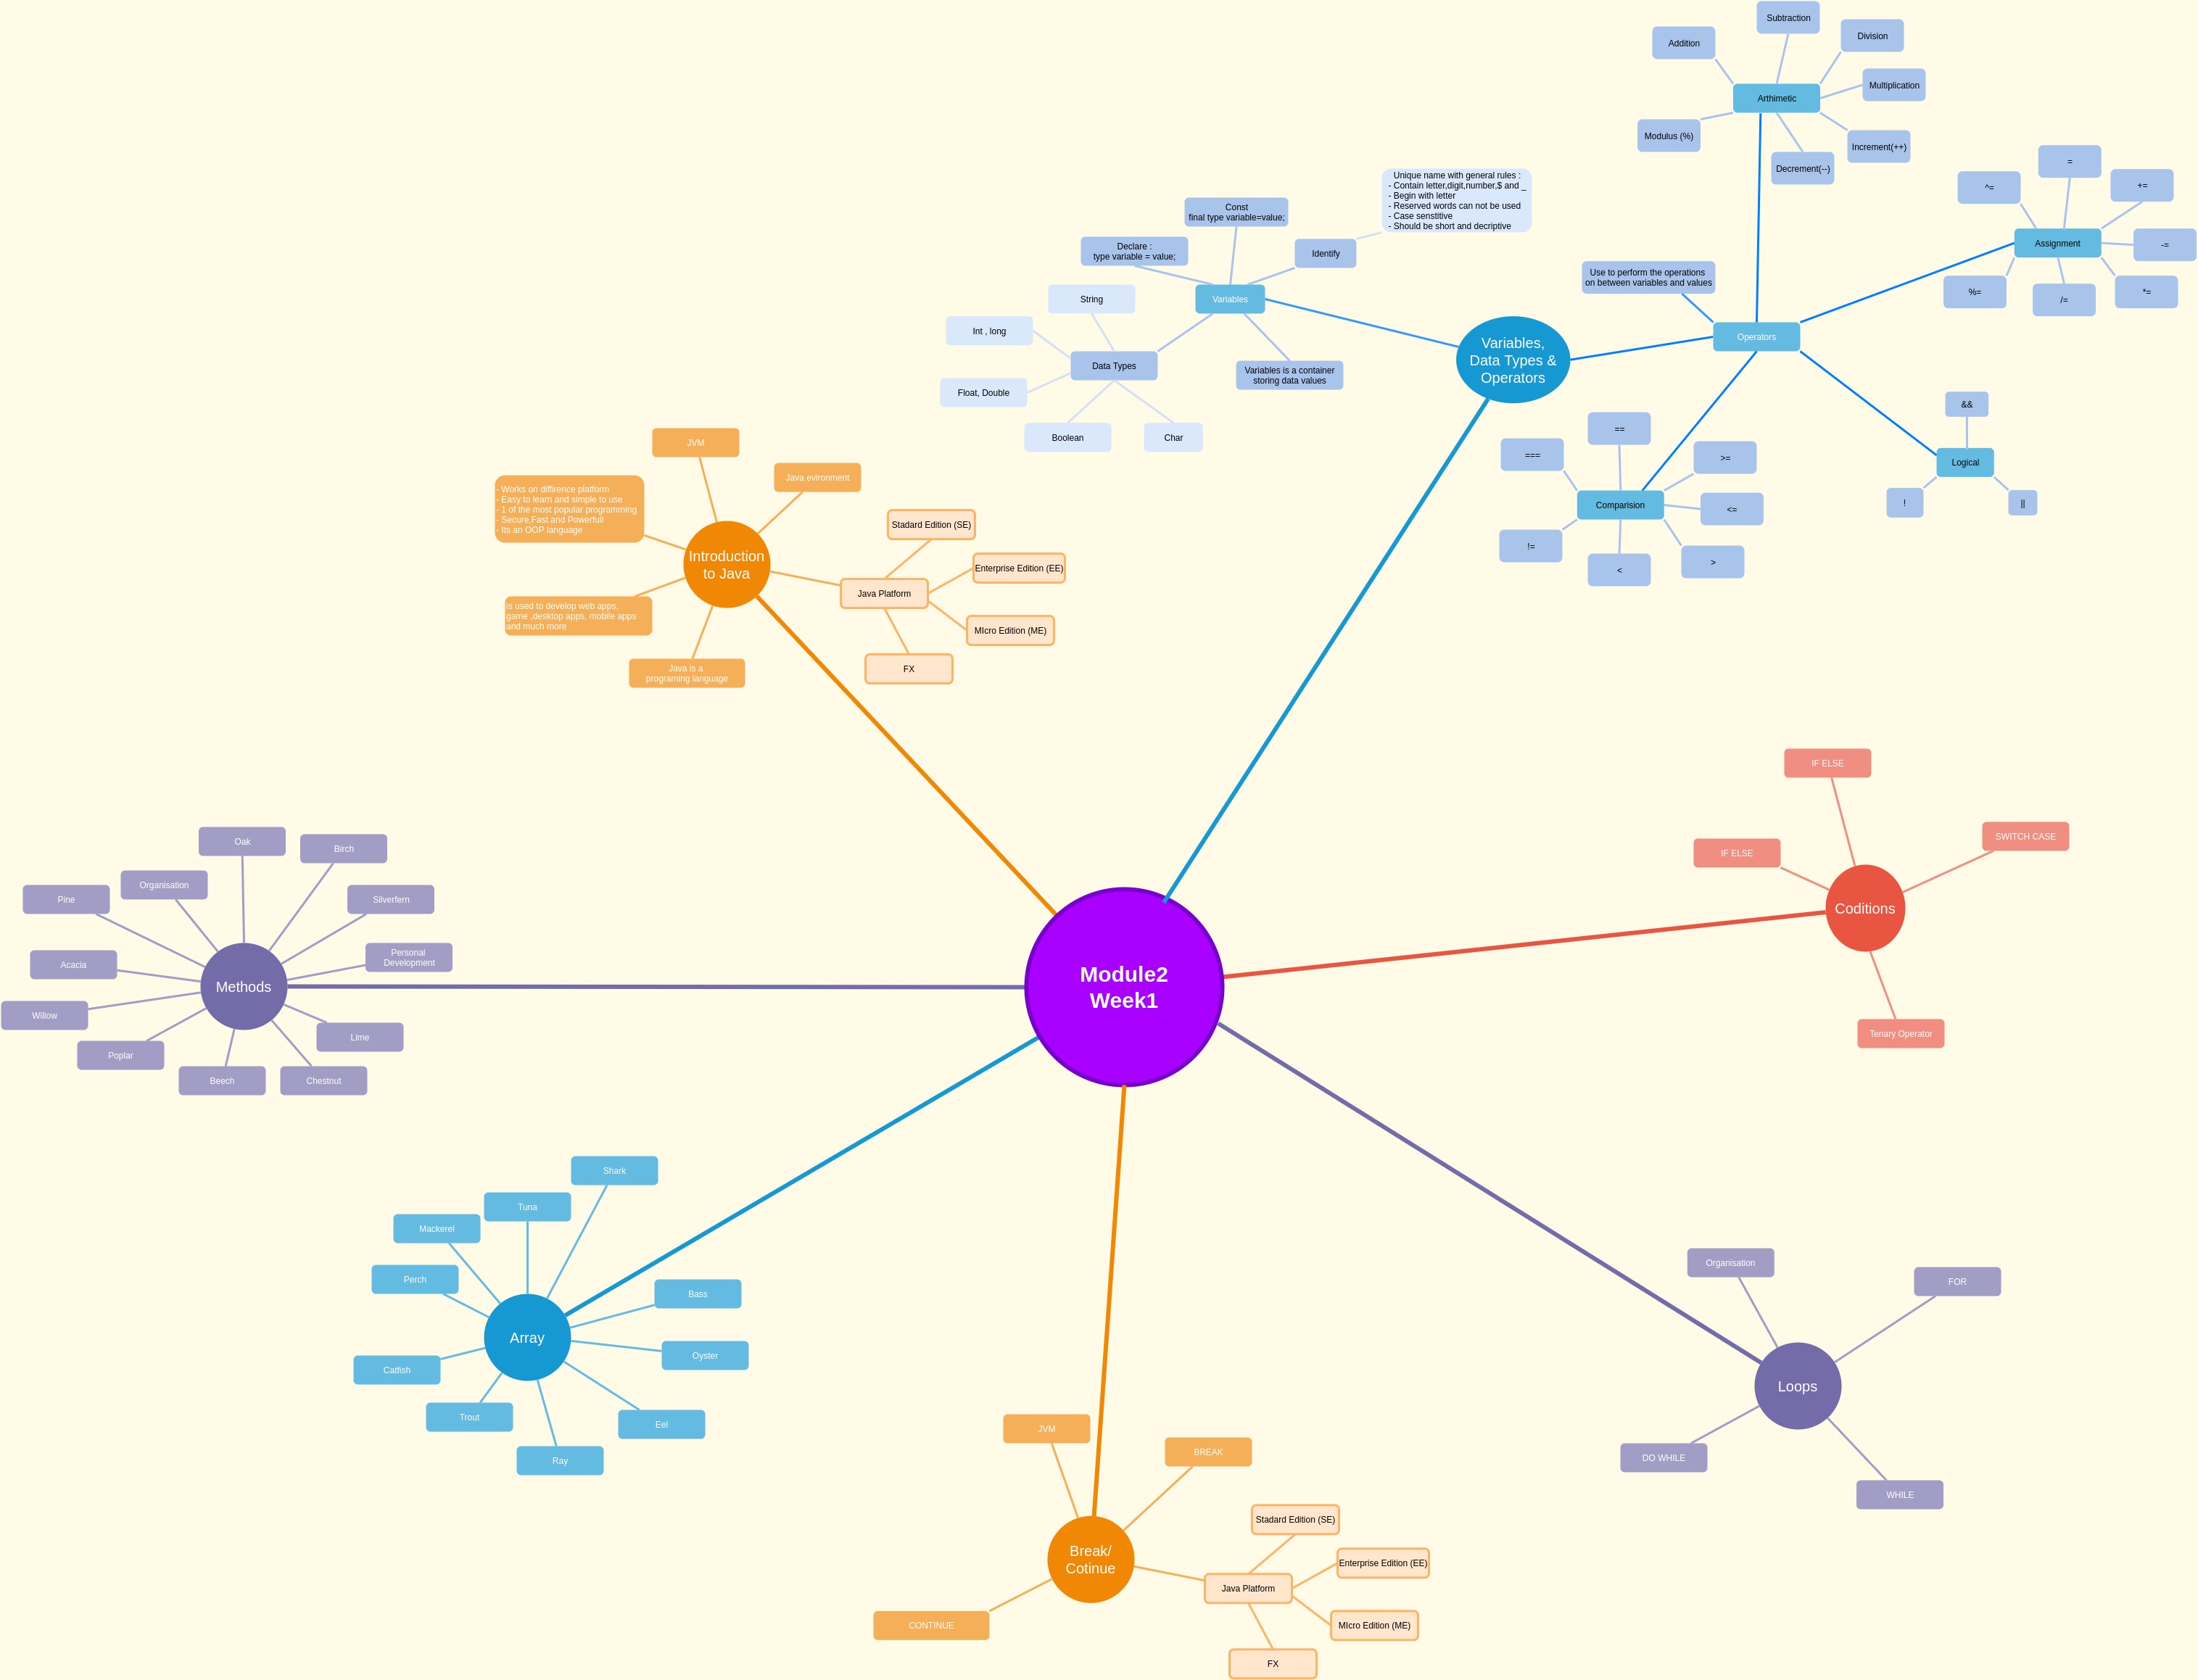 Subtraction
Division
Addition
Multiplication
Arthimetic
Modulus (%)
Increment(++)
Decrement(--)
=
^=
+=
Assignment
-=
%=
/=
*=
Unique name with general rules :
- Contain letter,digit,number,$ and _
- Begin with letter
- Reserved words can not be used
- Case senstitive
- Should be short and decriptive
Const
final type variable=value;
Declare :
type variable = value;
Identify
Use to perform the operations
on between variables and values
String
Variables
Int , long
Data Types
Variables is a container
storing data values
Float, Double
Boolean
Char
Variables,
Data Types &
Operators
Operators
&&
Logical
!
||
==
===
>=
Comparision
<=
!=
<
>
JVM
Java evironment
- Works on diffirence platform
- Easy to learn and simple to use
- 1 of the most popular programming
- Secure,Fast and Powerfull
- Its an OOP language
Stadard Edition (SE)
Introduction
to Java
Enterprise Edition (EE)
Java Platform
is used to develop web apps,
game ,desktop apps, mobile apps
and much more
MIcro Edition (ME)
Java is a
programing language
FX
IF ELSE
SWITCH CASE
IF ELSE
Coditions
Tenary Operator
Oak
Birch
Organisation
Pine
Silverfern
Personal
Development
Acacia
Methods
Willow
Lime
Poplar
Beech
Chestnut
Module2
Week1
Shark
Tuna
Mackerel
Perch
Bass
Array
Oyster
Catfish
Trout
Eel
Ray
Organisation
FOR
Loops
DO WHILE
WHILE
JVM
BREAK
Stadard Edition (SE)
Break/
Cotinue
Enterprise Edition (EE)
Java Platform
CONTINUE
MIcro Edition (ME)
FX